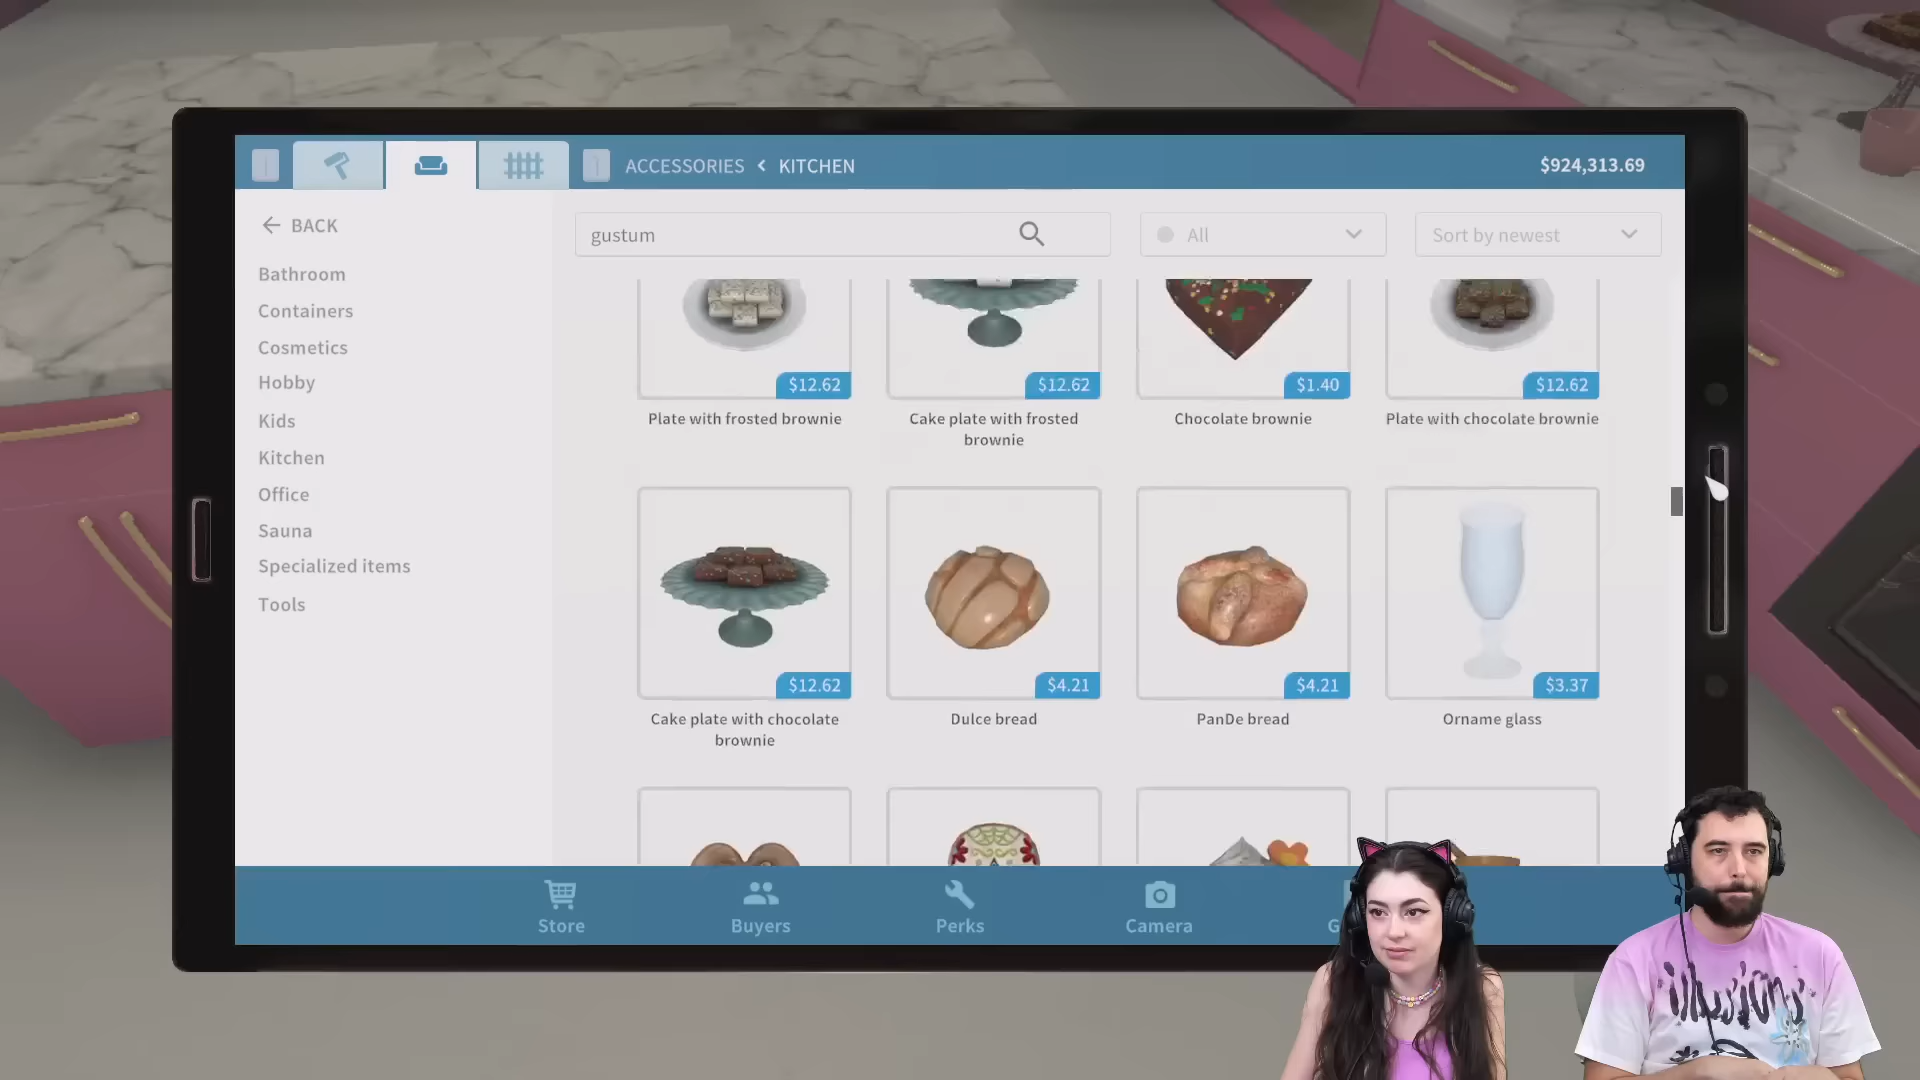 ACCESSORIES < KITCHEN
$924,313.69
BACK
gustum
All
Sort by newest
Bathroom
Containers
Cosmetics
Hobby
Kids
Kitchen
Office
Sauna
Specialized items
Tools
$12.62
$12.62
$1.40
$12.62
Plate with frosted brownie
Cake plate with frosted
brownie
Chocolate brownie
Plate with chocolate brownie
$12.62
$4.21
$4.21
$3.37
Cake plate with chocolate
brownie
Dulce bread
PanDe bread
Orname glass
Store
Buyers
Perks
Camera